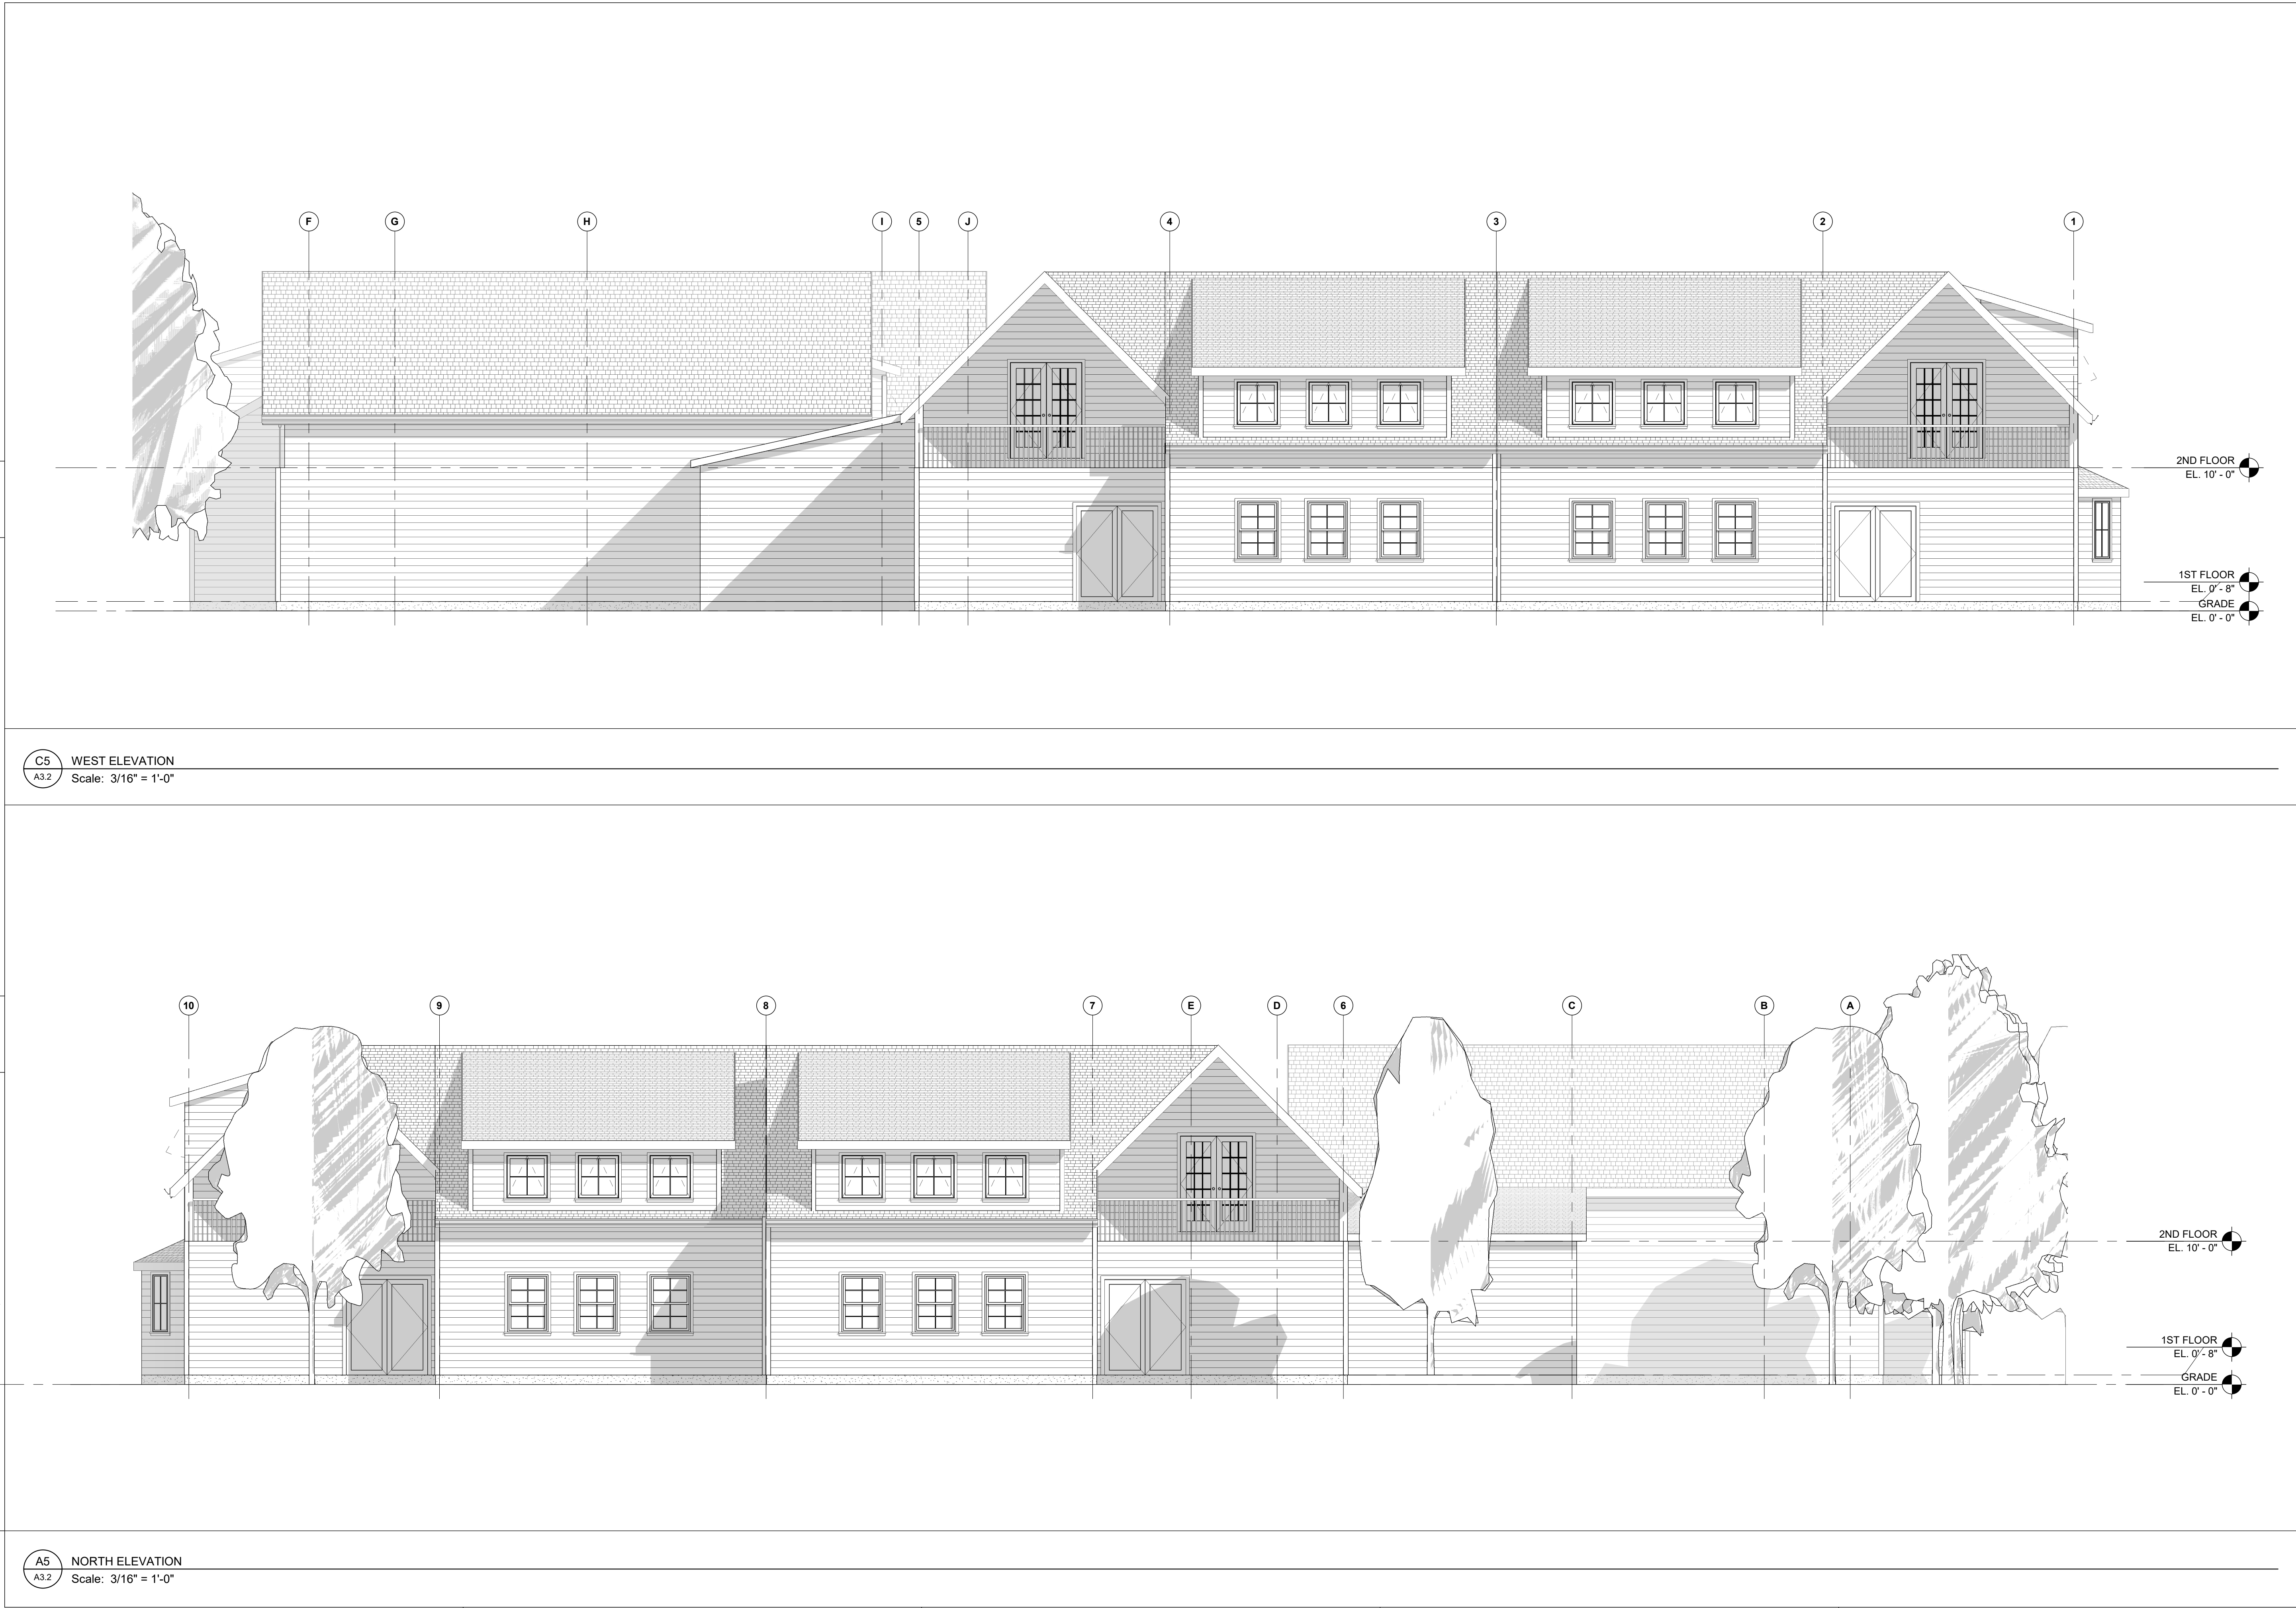 F G H I 5 J 4 3 2 1
2ND FLOOR
EL. 10' - 0"
1ST FLOOR
EL. 0' - 8"
GRADE
EL. 0' - 0"
C5 WEST ELEVATION
A3.2 Scale: 3/16" = 1'-0"
10 9 8 7 E D 6 C B A
2ND FLOOR
EL. 10' - 0"
1ST FLOOR
EL. 0' - 8"
GRADE
EL. 0' - 0"
A5 NORTH ELEVATION
A3.2 Scale: 3/16" = 1'-0"